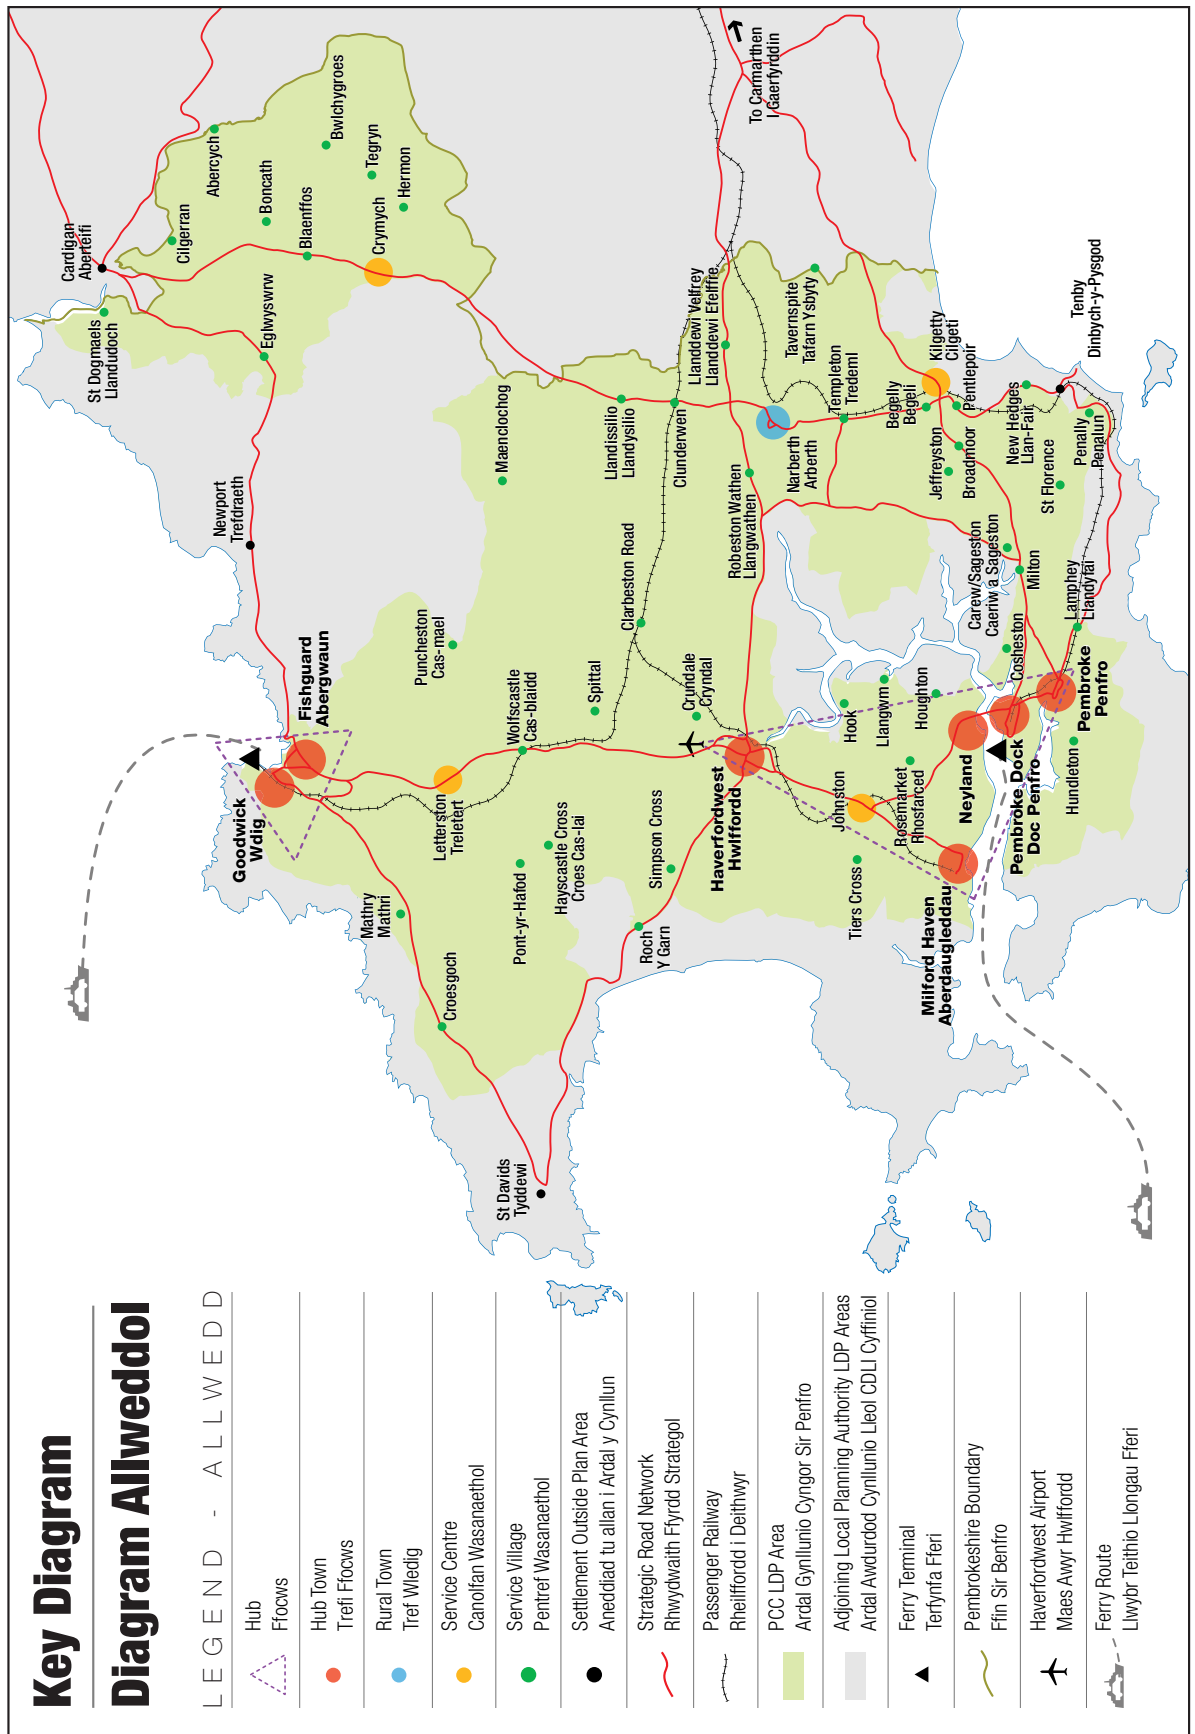 Key Diagram
Diagram Allweddol
LEGEND - ALLWEDD
Hub
Ffocws
Hub Town
Trefi Ffocws
Rural Town
Tref Wledig
Service Centre
Canolfan Wasanaethol
Service Village
Pentref Wasanaethol
Settlement Outside Plan Area
Aneddiad tu allan i Ardal y Cynllun
Strategic Road Network
Rhwydwaith Ffyrdd Strategol
Passenger Railway
Rheilffordd i Deithwyr
PCC LDP Area
Ardal Gynllunio Cyngor Sir Penfro
Adjoining Local Planning Authority LDP Areas
Ardal Awdurdod Cynllunio Lleol CDLl Cyffiniol
Ferry Terminal
Terfynfa Fferi
Pembrokeshire Boundary
Ffin Sir Benfro
Haverfordwest Airport
Maes Awyr Hwlffordd
Ferry Route
Llwybr Teithio Llongau Fferi
Cardigan
Aberteifi
St Dogmaels
Llandudoch
Cilgerran
Abercych
Boncath
Bwlchygroes
Blaenffos
Tegryn
Hermon
Crymych
Eglwyswrw
Newport
Trefdraeth
Fishguard
Abergwaun
Goodwick
Wdig
Maenclochog
Puncheston
Cas-mael
Letterston
Treletert
Wolfscastle
Cas-blaidd
Mathry
Mathri
Croesgoch
Pont-yr-Hafod
Hayscastle Cross
Croes Cas-lai
St Davids
Tyddewi
Spittal
Clarbeston Road
Llandissilio
Llandysilio
Clunderwen
Llanddewi Velfrey
Llanddewi Efelffre
To Carmarthen
I Gaerfyrddin
Tavernspite
Tafarn Ysbyty
Templeton
Tredeml
Narberth
Arberth
Robeston Wathen
Llangwathen
Crundale
Cryndal
Simpson Cross
Roch
Y Garn
Haverfordwest
Hwlffordd
Hook
Llangwm
Houghton
Johnston
Rosemarket
Rhosfarced
Tiers Cross
Neyland
Milford Haven
Aberdaugleddau
Pembroke Dock
Doc Penfro
Pembroke
Penfro
Hundleton
Cosheston
Carew/Sageston
Caeriw a Sageston
Milton
Lamphey
Llandyfai
Begelly
Begeli
Kilgetty
Cilgeti
Pentlepoir
Jeffreyston
Broadmoor
New Hedges
Llan-Fair
St Florence
Penally
Penalun
Tenby
Dinbych-y-Pysgod